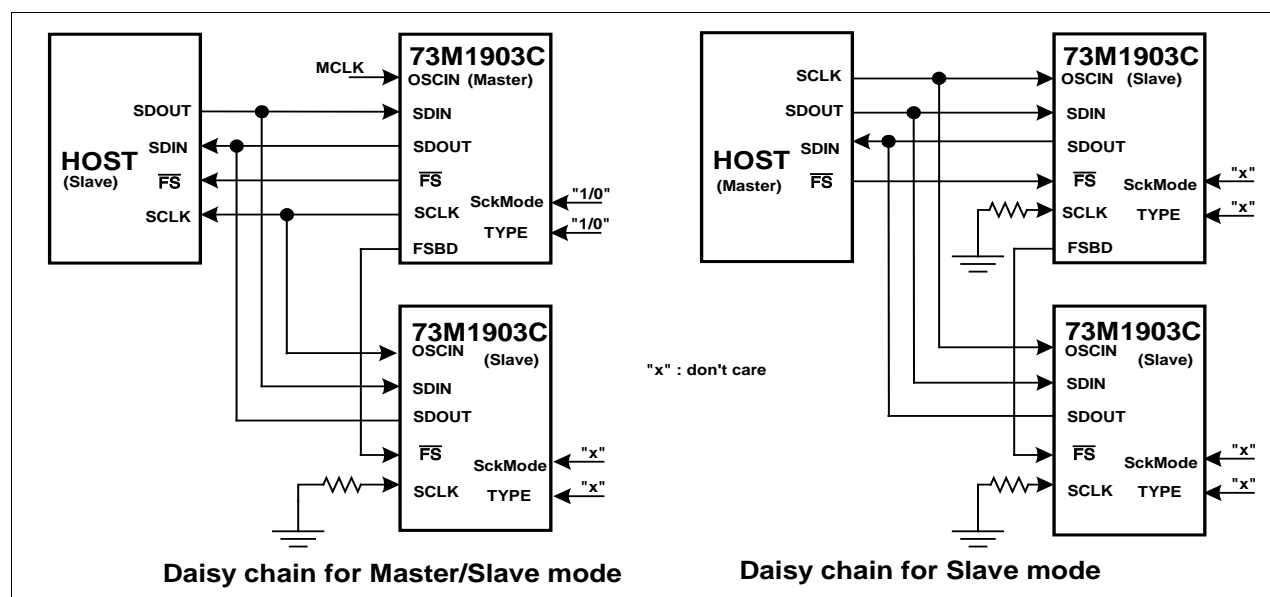 73M1903C
MCLK
OSCIN (Master)
SDOUT
SDIN
SDIN
SDOUT
HOST
(Slave)
FS
FS
SckMode
"1/0"
SCLK
SCLK
TYPE
"1/0"
FSBD
73M1903C
(Slave)
OSCIN
SDIN
SDOUT
FS
SckMode
"x"
SCLK
TYPE
"x"
Daisy chain for Master/Slave mode
"x" : don't care
73M1903C
SCLK
OSCIN
(Slave)
SDOUT
SDIN
SDIN
SDOUT
HOST
(Master)
FS
FS
SckMode
"x"
SCLK
TYPE
"x"
FSBD
73M1903C
OSCIN
(Slave)
SDIN
SDOUT
FS
SckMode
"x"
SCLK
TYPE
"x"
Daisy chain for Slave mode